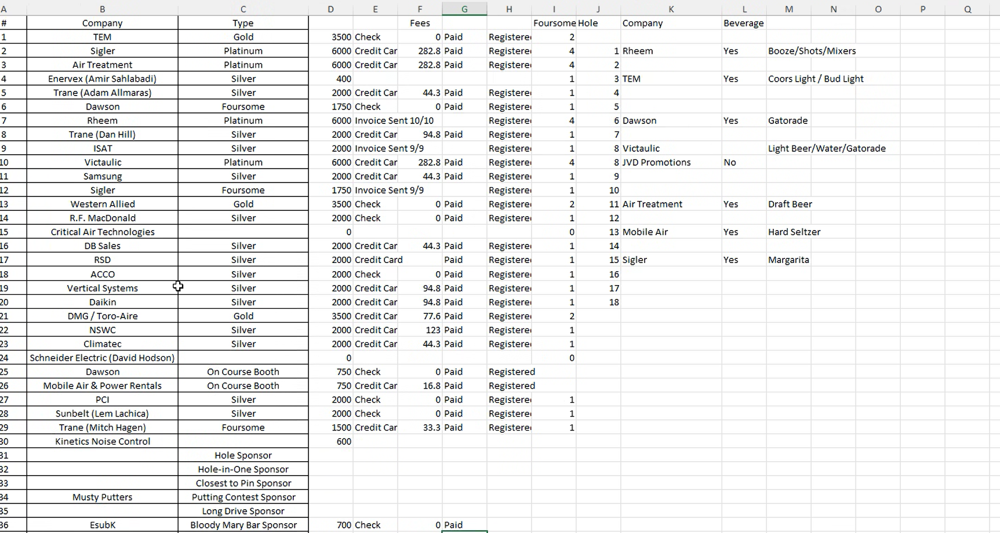 A B C D E F G H I J K L M N O P Q
# Company Type Fees Foursome Hole Company Beverage
1 TEM Gold 3500 Check 0 Paid Registere 2
2 Sigler Platinum 6000 Credit Car 282.8 Paid Registere 4 1 Rheem Yes Booze/Shots/Mixers
3 Air Treatment Platinum 6000 Credit Car 282.8 Paid Registere 4 2
4 Enervex (Amir Sahlabadi) Silver 400 1 3 TEM Yes Coors Light / Bud Light
5 Trane (Adam Allmaras) Silver 2000 Credit Car 44.3 Paid Registere 1 4
6 Dawson Foursome 1750 Check 0 Paid Registere 1 5
7 Rheem Platinum 6000 Invoice Sent 10/10 Registere 4 6 Dawson Yes Gatorade
8 Trane (Dan Hill) Silver 2000 Credit Car 94.8 Paid Registere 1 7
9 ISAT Silver 2000 Invoice Sent 9/9 Registere 1 8 Victaulic Light Beer/Water/Gatorade
10 Victaulic Platinum 6000 Credit Car 282.8 Paid Registere 4 8 JVD Promotions No
11 Samsung Silver 2000 Credit Car 44.3 Paid Registere 1 9
12 Sigler Foursome 1750 Invoice Sent 9/9 Registere 1 10
13 Western Allied Gold 3500 Check 0 Paid Registere 2 11 Air Treatment Yes Draft Beer
14 R.F. MacDonald Silver 2000 Check 0 Paid Registere 1 12
15 Critical Air Technologies 0 0 13 Mobile Air Yes Hard Seltzer
16 DB Sales Silver 2000 Credit Car 44.3 Paid Registere 1 14
17 RSD Silver 2000 Credit Card Paid Registere 1 15 Sigler Yes Margarita
18 ACCO Silver 2000 Check 0 Paid Registere 1 16
19 Vertical Systems Silver 2000 Credit Car 94.8 Paid Registere 1 17
20 Daikin Silver 2000 Credit Car 94.8 Paid Registere 1 18
21 DMG / Toro-Aire Gold 3500 Credit Car 77.6 Paid Registere 2
22 NSWC Silver 2000 Credit Car 123 Paid Registere 1
23 Climatec Silver 2000 Credit Car 44.3 Paid Registere 1
24 Schneider Electric (David Hodson) 0 0
25 Dawson On Course Booth 750 Check 0 Paid Registered
26 Mobile Air & Power Rentals On Course Booth 750 Credit Car 16.8 Paid Registered
27 PCI Silver 2000 Check 0 Paid Registere 1
28 Sunbelt (Lem Lachica) Silver 2000 Check 0 Paid Registere 1
29 Trane (Mitch Hagen) Foursome 1500 Credit Car 33.3 Paid Registere 1
30 Kinetics Noise Control 600
31 Hole Sponsor
32 Hole-in-One Sponsor
33 Closest to Pin Sponsor
34 Musty Putters Putting Contest Sponsor
35 Long Drive Sponsor
36 EsubK Bloody Mary Bar Sponsor 700 Check 0 Paid